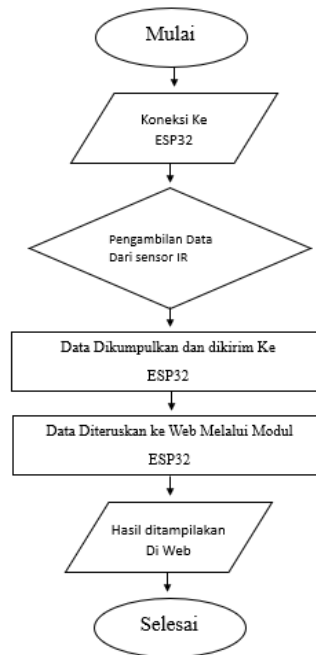 Mulai
Koneksi Ke
ESP32
Pengambilan Data
Dari sensor IR
Data Dikumpulkan dan dikirim Ke
ESP32
Data Diteruskan ke Web Melalui Modul
ESP32
Hasil ditampilakan
Di Web
Selesai